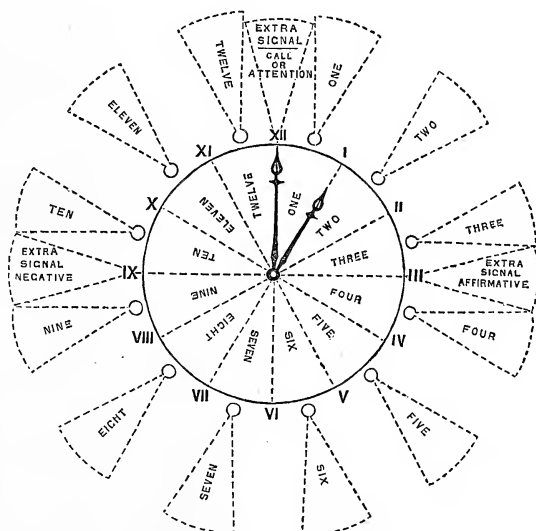 EXTRA
SIGNAL
CALL
OR
ATTENTION
TWELVE
ONE
ELEVEN
TWO
XII
XI
I
X
II
TWELVE
ONE
ELEVEN
TWO
TEN
THREE
TEN
THREE
EXTRA
SIGNAL
NEGATIVE
IX
III
EXTRA
SIGNAL
AFFIRMATIVE
NINE
FOUR
NINE
FOUR
EIGHT
FIVE
SEVEN
SIX
VIII
IV
VII
V
VI
EIGHT
FIVE
SEVEN
SIX